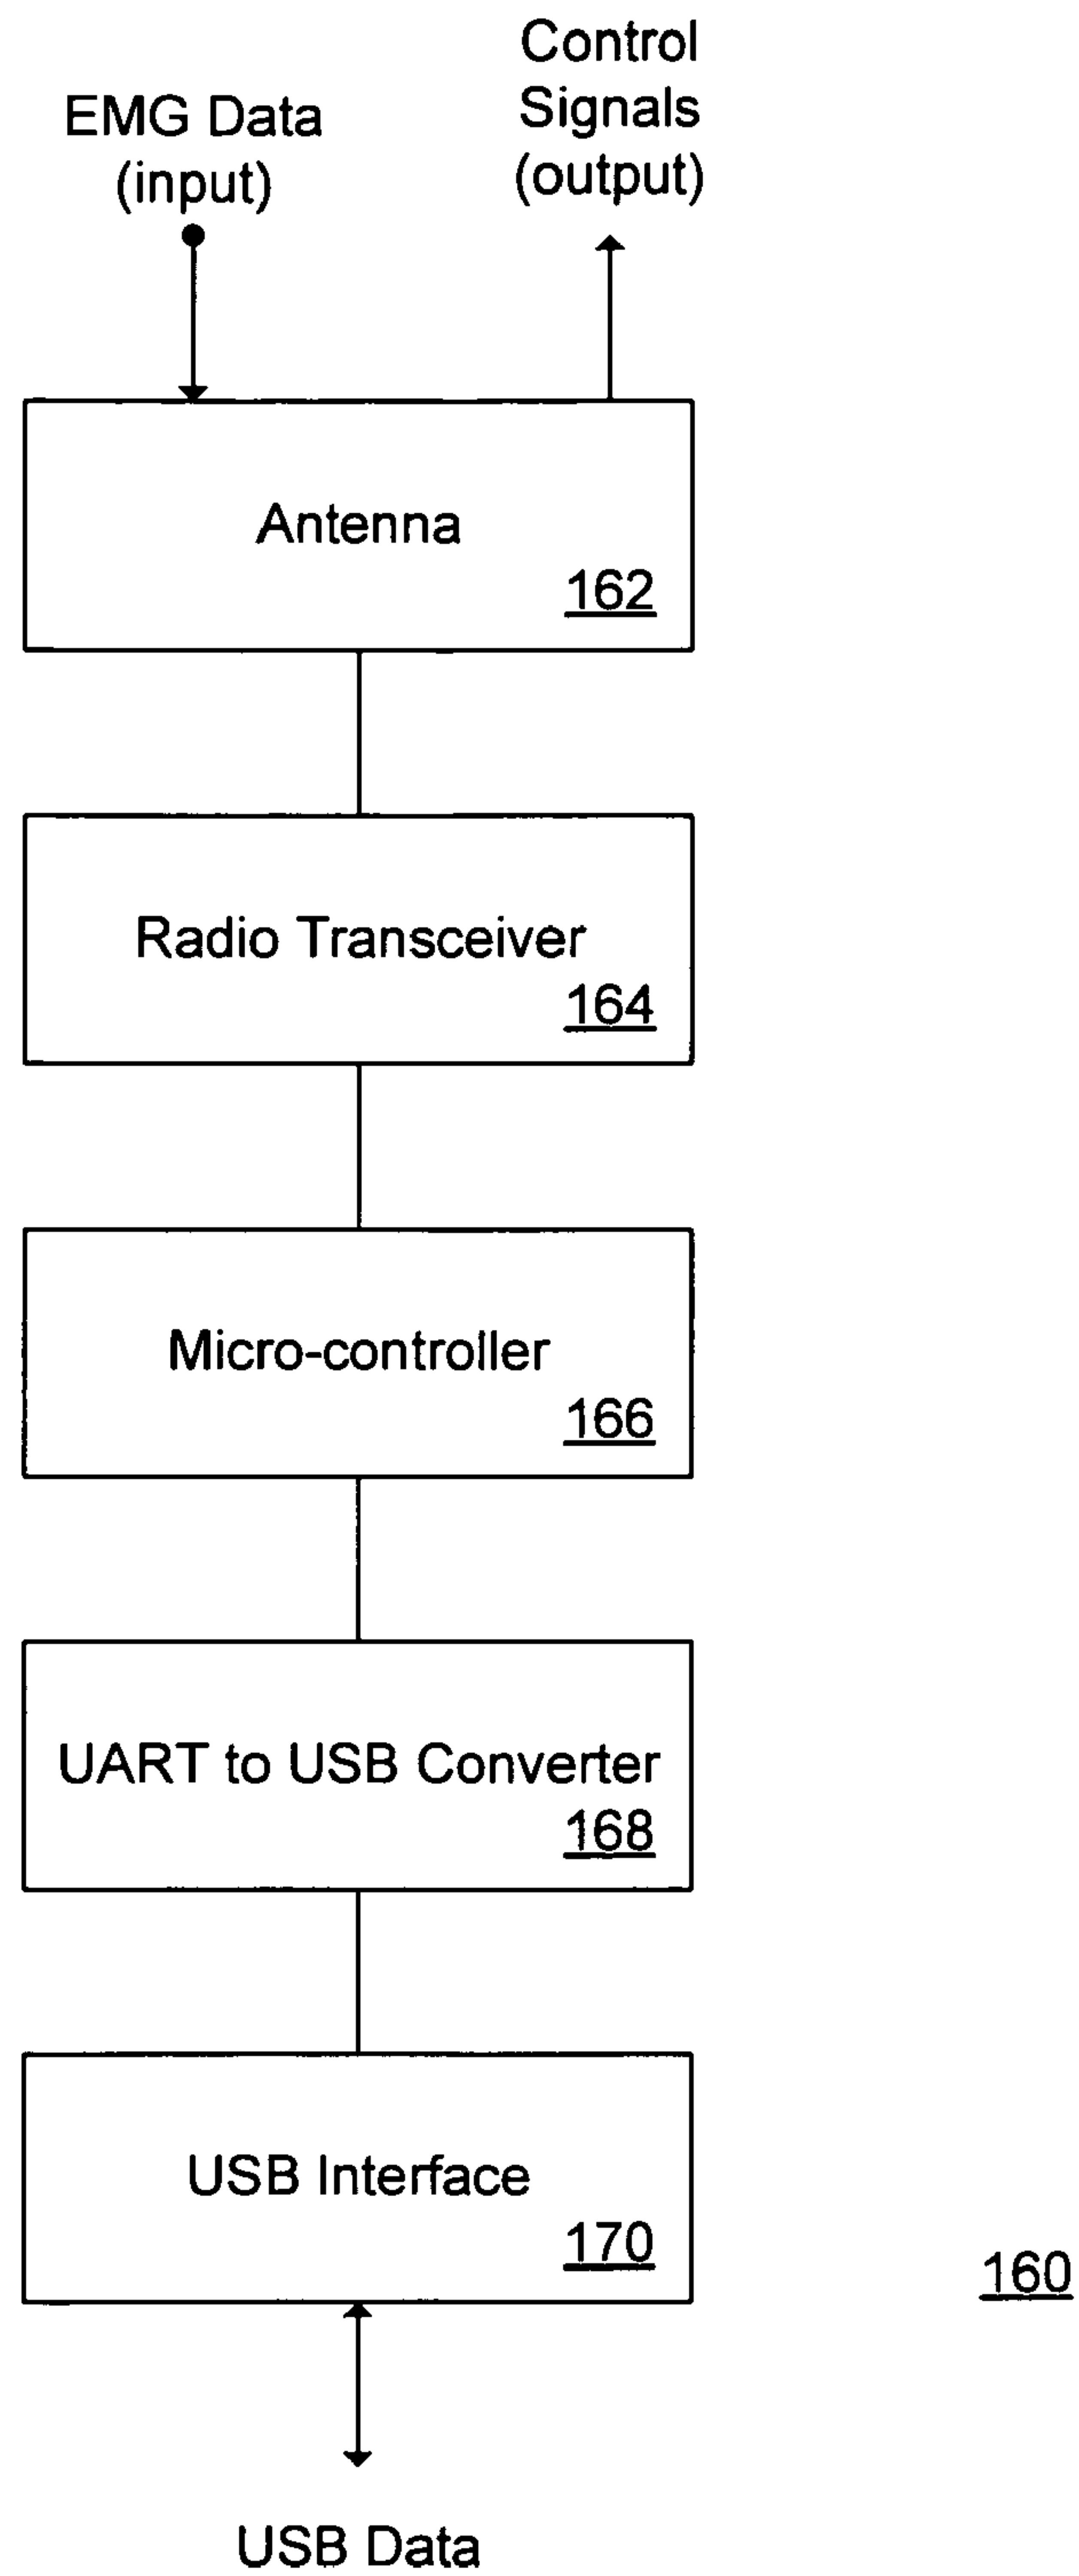 EMG Data
(input)
Control
Signals
(output)
Antenna
162
Radio Transceiver
164
Micro-controller
166
UART to USB Converter
168
USB Interface
170
160
USB Data